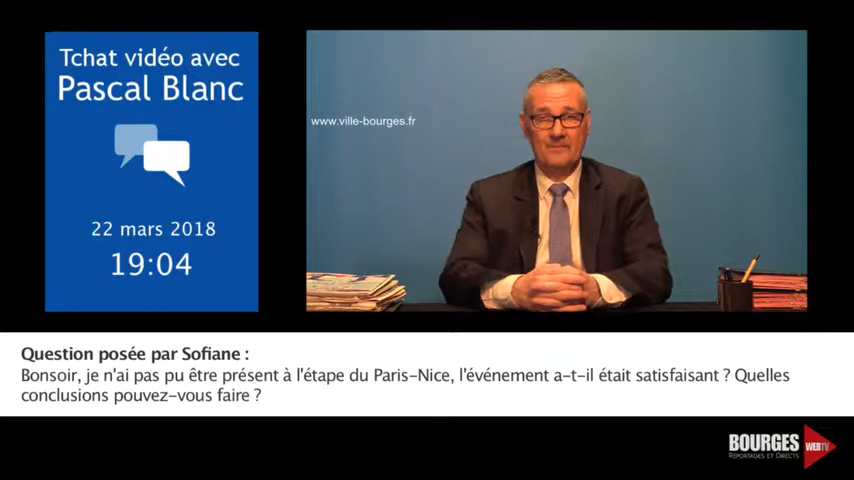 Tchat vidéo avec
Pascal Blanc
22 mars 2018
19:04
www.ville-bourges.fr
Question posée par Sofiane :
Bonsoir, je n'ai pas pu être présent à l'étape du Paris-Nice, l'événement a-t-il était satisfaisant ? Quelles
conclusions pouvez-vous faire ?
BOURGES
REPORTAGES ET DIRECTS
WEBTV